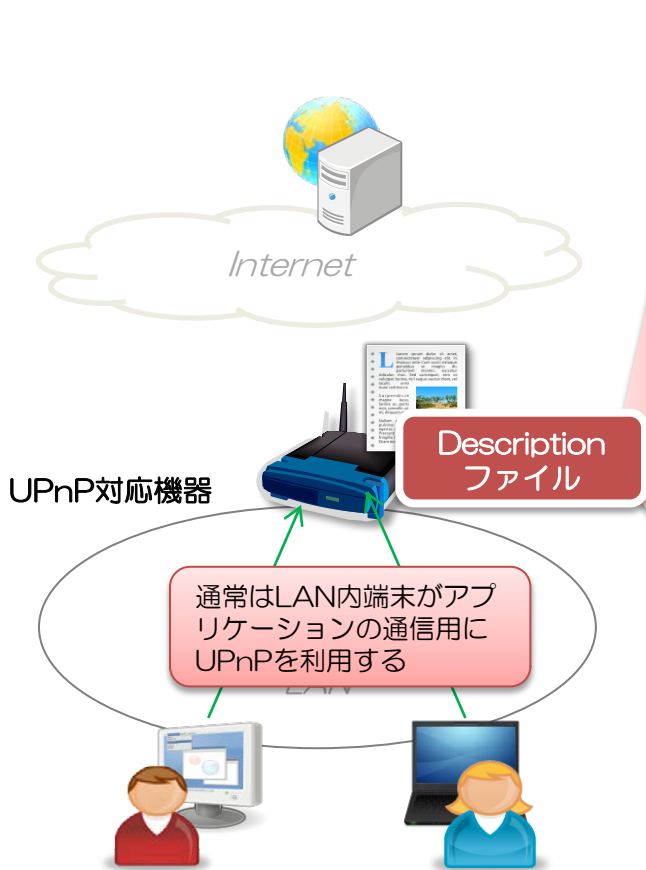 Internet
Description
ファイル
UPnP対応機器
通常はLAN内端末がアプ
リケーションの通信用に
UPnPを利用する
LAN